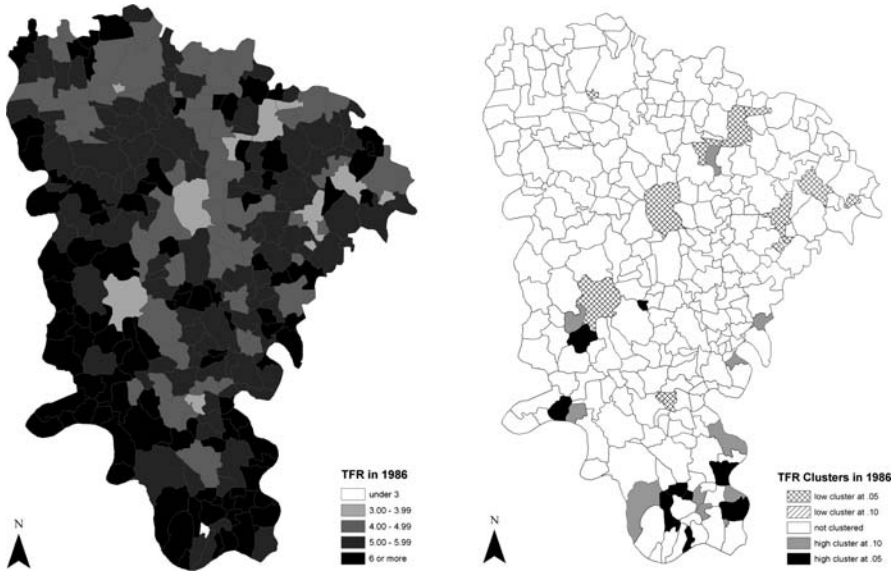 TFR in 1986
under 3
3.00 - 3.99
4.00 - 4.99
5.00 - 5.99
6 or more
N
TFR Clusters in 1986
low cluster at .05
low cluster at .10
not clustered
high cluster at .10
high cluster at .05
N